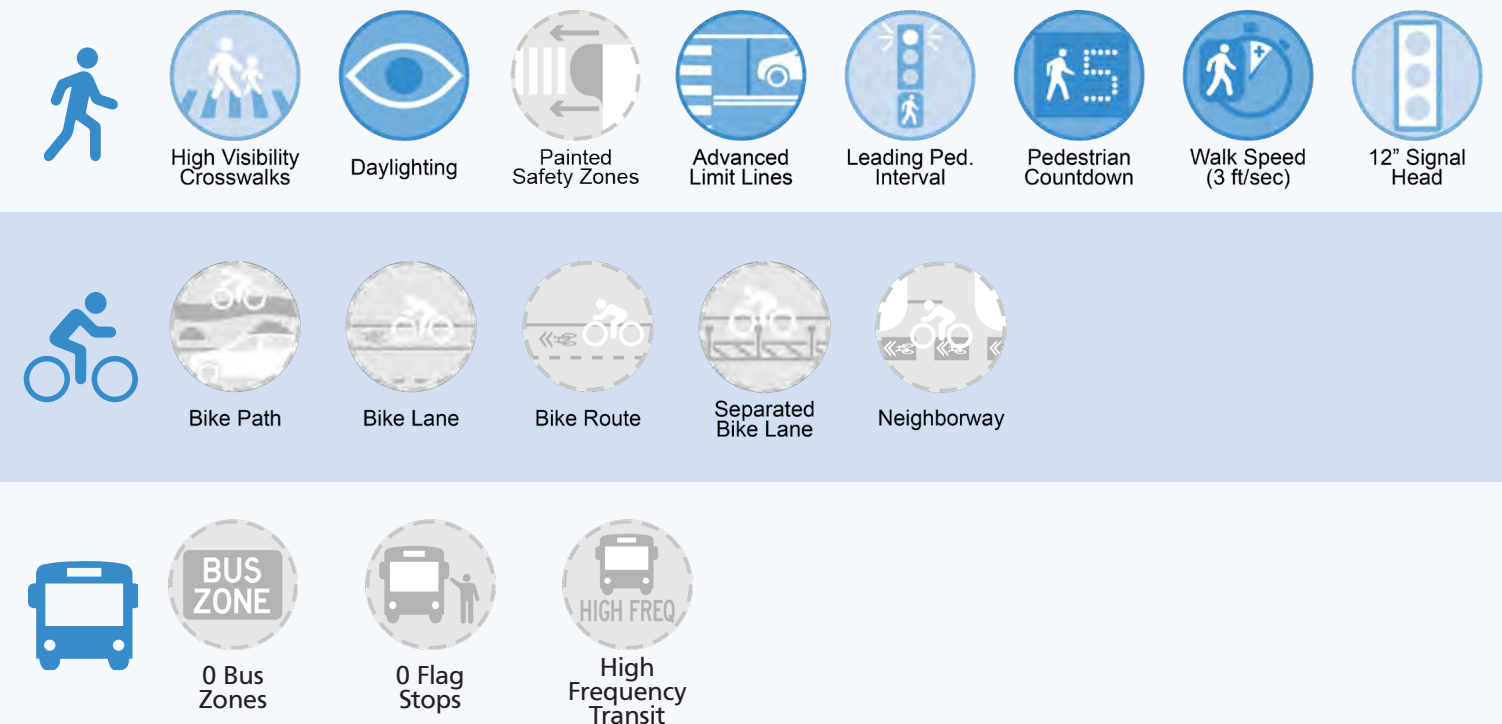 5
High Visibility
Crosswalks
Daylighting
Painted
Safety Zones
Advanced
Limit Lines
Leading Ped.
Interval
Pedestrian
Countdown
Walk Speed
(3 ft/sec)
12” Signal
Head
Bike Path
Bike Lane
Bike Route
Separated
Bike Lane
Neighborway
BUS
ZONE
HIGH FREQ
0 Bus
Zones
0 Flag
Stops
High
Frequency
Transit